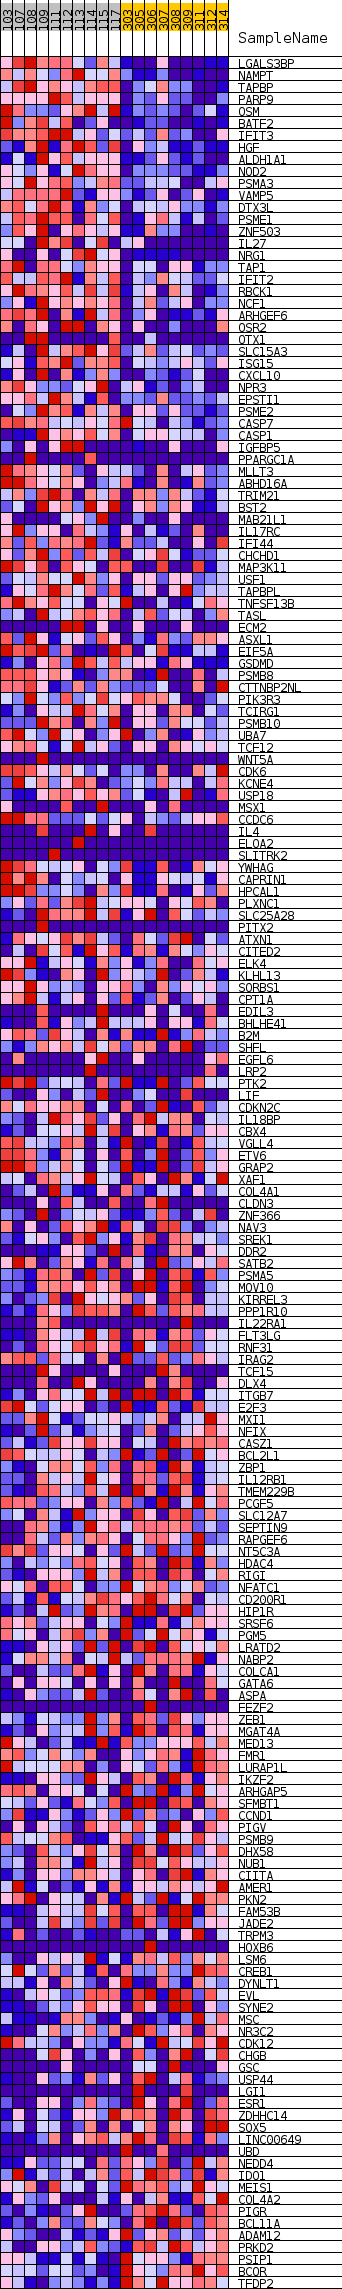 103 107 108 109 111 112 113 114 115 117 303 305 306 307 308 309 311 312 314
SampleName
LGALS3BP
NAMPT
TAPBP
PARP9
OSM
BATF2
IFIT3
HGF
ALDH1A1
NOD2
PSMA3
VAMP5
DTX3L
PSME1
ZNF503
IL27
NRG1
TAP1
IFIT2
RBCK1
NCF1
ARHGEF6
OSR2
OTX1
SLC15A3
ISG15
CXCL10
NPR3
EPSTI1
PSME2
CASP7
CASP1
IGFBP5
PPARGC1A
MLLT3
ABHD16A
TRIM21
BST2
MAB21L1
IL17RC
IFI44
CHCHD1
MAP3K11
USF1
TAPBPL
TNFSF13B
TASL
ECM2
ASXL1
EIF5A
GSDMD
PSMB8
CTTNBP2NL
PIK3R3
TCIRG1
PSMB10
UBA7
TCF12
WNT5A
CDK6
KCNE4
USP18
MSX1
CCDC6
IL4
ELOA2
SLITRK2
YWHAG
CAPRIN1
HPCAL1
PLXNC1
SLC25A28
PITX2
ATXN1
CITED2
ELK4
KLHL13
SORBS1
CPT1A
EDIL3
BHLHE41
B2M
SHFL
EGFL6
LRP2
PTK2
LIF
CDKN2C
IL18BP
CBX4
VGLL4
ETV6
GRAP2
XAF1
COL4A1
CLDN3
ZNF366
NAV3
SREK1
DDR2
SATB2
PSMA5
MOV10
KIRREL3
PPP1R10
IL22RA1
FLT3LG
RNF31
IRAG2
TCF15
DLX4
ITGB7
E2F3
MXI1
NFIX
CASZ1
BCL2L1
ZBP1
IL12RB1
TMEM229B
PCGF5
SLC12A7
SEPTIN9
RAPGEF6
NT5C3A
HDAC4
RIGI
NFATC1
CD200R1
HIP1R
SRSF6
PGM5
LRATD2
NABP2
COLCA1
GATA6
ASPA
FEZF2
ZEB1
MGAT4A
MED13
FMR1
LURAP1L
IKZF2
ARHGAP5
SFMBT1
CCND1
PIGV
PSMB9
DHX58
NUB1
CIITA
AMER1
PKN2
FAM53B
JADE2
TRPM3
HOXB6
LSM6
CREB1
DYNLT1
EVL
SYNE2
MSC
NR3C2
CDK12
CHGB
GSC
USP44
LGI1
ESR1
ZDHHC14
SOX5
LINC00649
UBD
NEDD4
IDO1
MEIS1
COL4A2
PIGR
BCL11A
ADAM12
PRKD2
PSIP1
BCOR
TFDP2